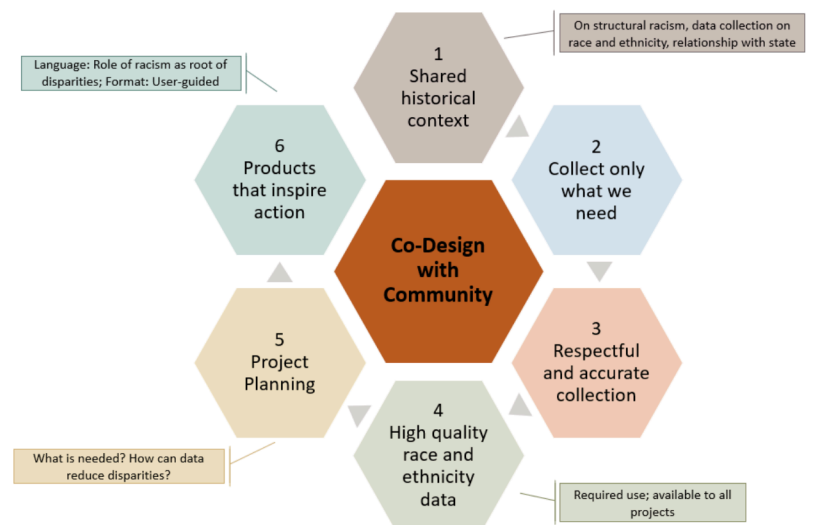 1
Shared
historical
context
On structural racism, data collection on
race and ethnicity, relationship with state
2
Collect only
what we
need
3
Respectful
and accurate
collection
4
High quality
race and
ethnicity
data
Required use; available to all
projects
5
Project
Planning
What is needed? How can data
reduce disparities?
6
Products
that inspire
action
Language: Role of racism as root of
disparities; Format: User-guided
Co-Design
with
Community